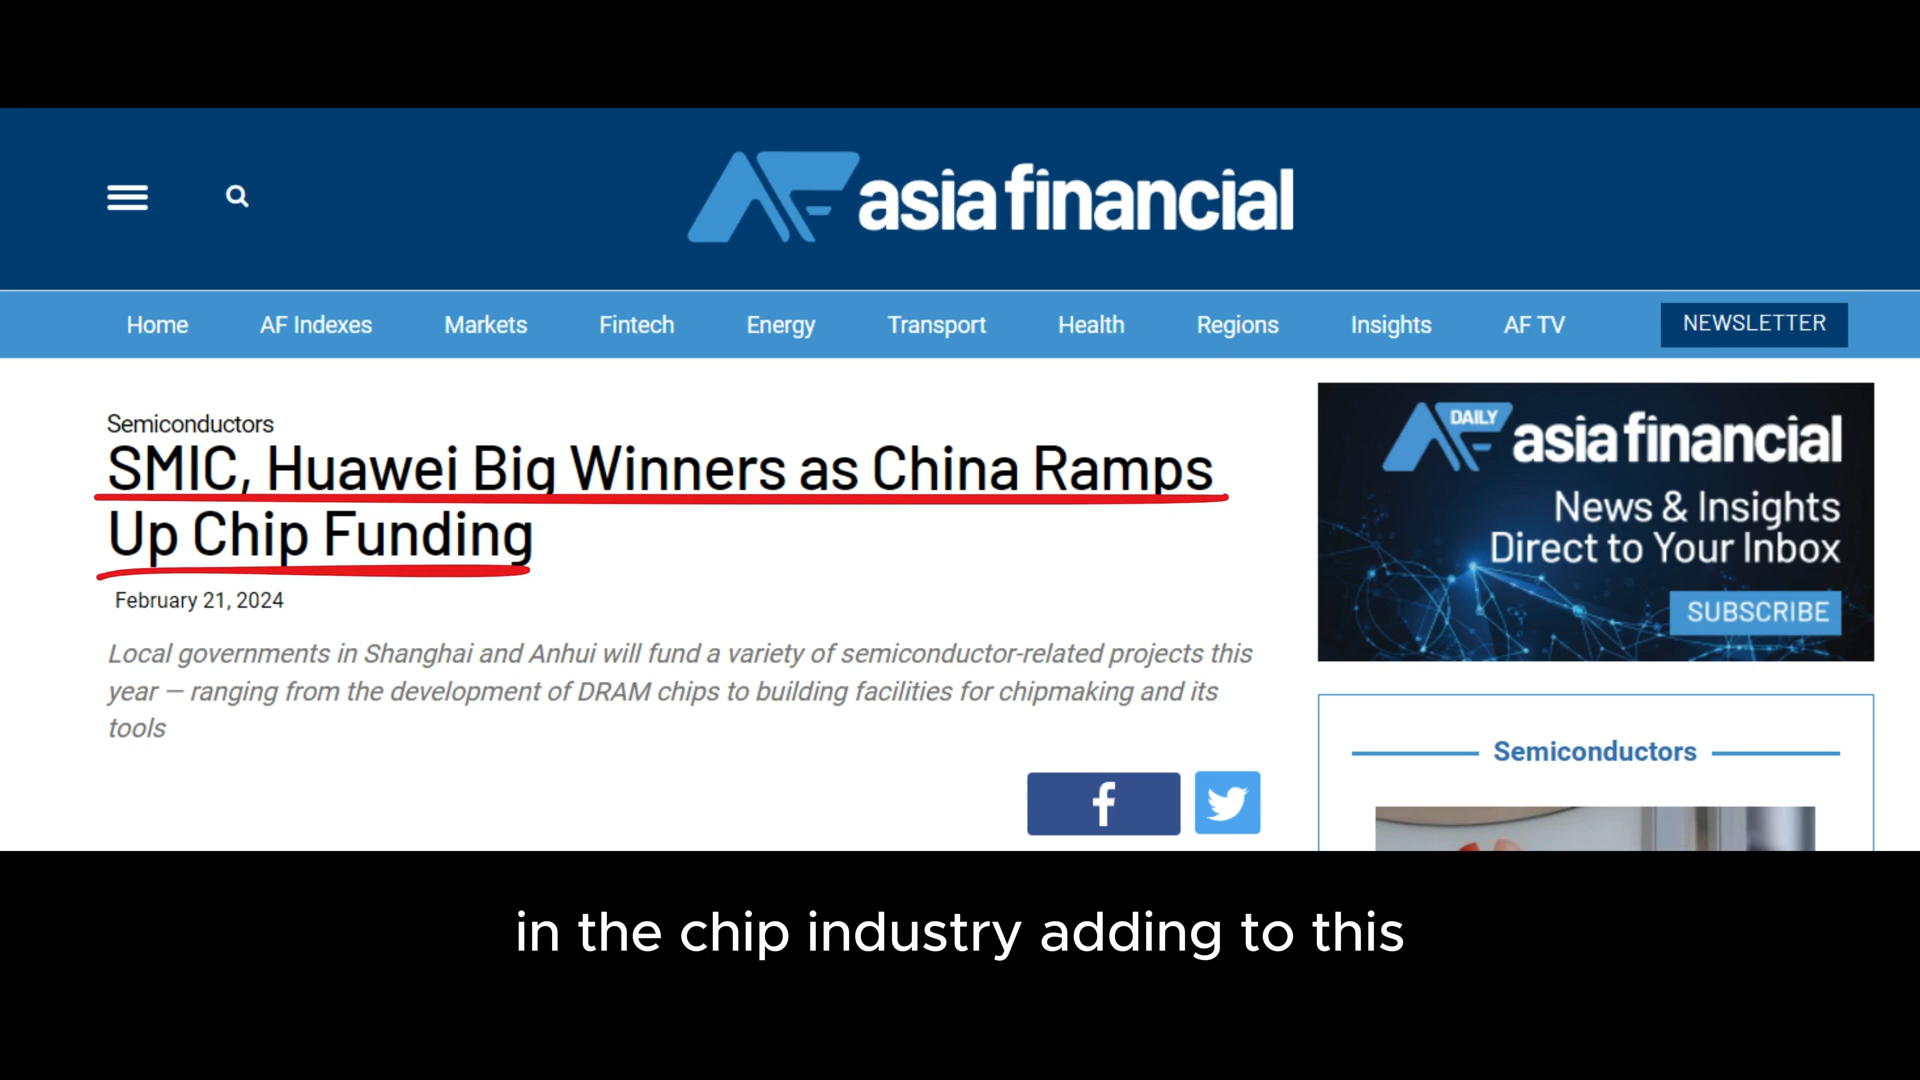 AF asia financial
Home AF Indexes Markets Fintech Energy Transport Health Regions Insights AF TV NEWSLETTER
Semiconductors
SMIC, Huawei Big Winners as China Ramps
Up Chip Funding
February 21, 2024
Local governments in Shanghai and Anhui will fund a variety of semiconductor-related projects this
year — ranging from the development of DRAM chips to building facilities for chipmaking and its
tools
DAILY
AF asia financial
News & Insights
Direct to Your Inbox
SUBSCRIBE
Semiconductors
in the chip industry adding to this